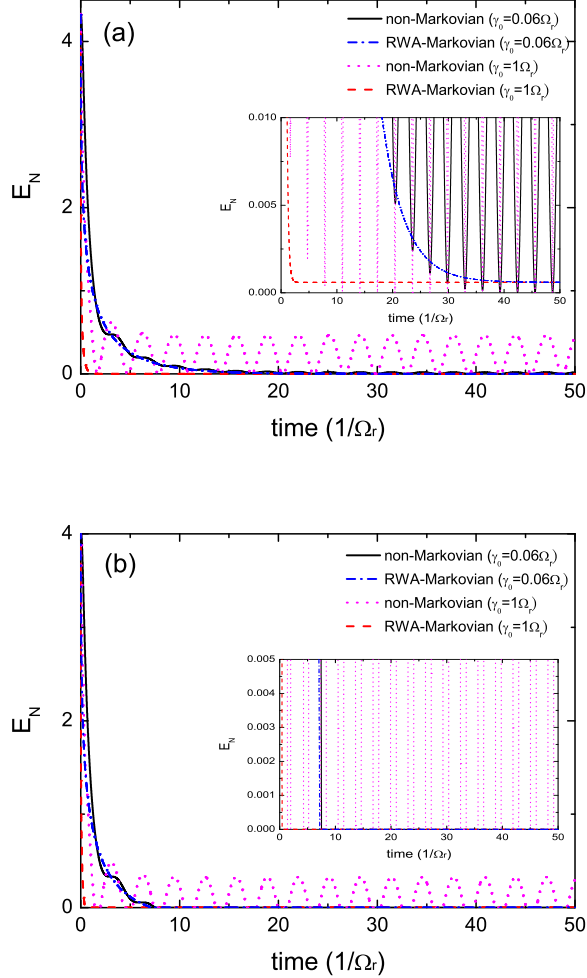 (a)
non-Markovian (γ₀=0.06Ωᵣ)
RWA-Markovian (γ₀=0.06Ωᵣ)
non-Markovian (γ₀=1Ωᵣ)
RWA-Markovian (γ₀=1Ωᵣ)
4
2
0
E_N
0.010
0.005
0.000
E_N
0 10 20 30 40 50
time (1/Ωᵣ)
0 10 20 30 40 50
time (1/Ωᵣ)
(b)
non-Markovian (γ₀=0.06Ωᵣ)
RWA-Markovian (γ₀=0.06Ωᵣ)
non-Markovian (γ₀=1Ωᵣ)
RWA-Markovian (γ₀=1Ωᵣ)
4
2
0
E_N
0.005
0.004
0.003
0.002
0.001
0.000
E_N
0 10 20 30 40 50
time (1/Ωᵣ)
0 10 20 30 40 50
time (1/Ωᵣ)